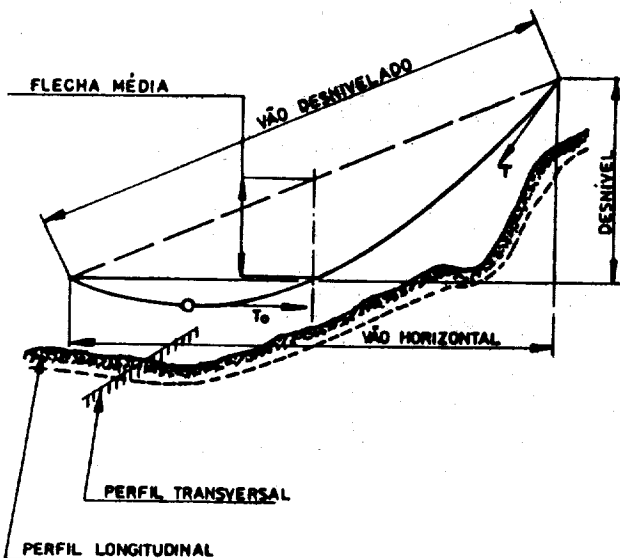 FLECHA MÉDIA
VÃO DESNIVELADO
T
DESNÍVEL
To
VÃO HORIZONTAL
PERFIL TRANSVERSAL
PERFIL LONGITUDINAL